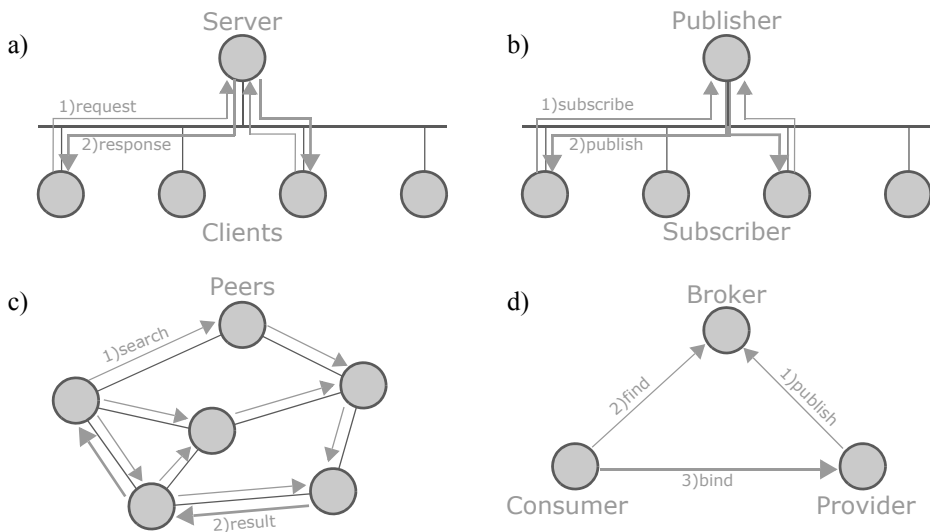 a)
Server
1)request
2)response
Clients
b)
Publisher
1)subscribe
2)publish
Subscriber
c)
Peers
1)search
2)result
d)
Broker
2)find
1)publish
3)bind
Consumer
Provider